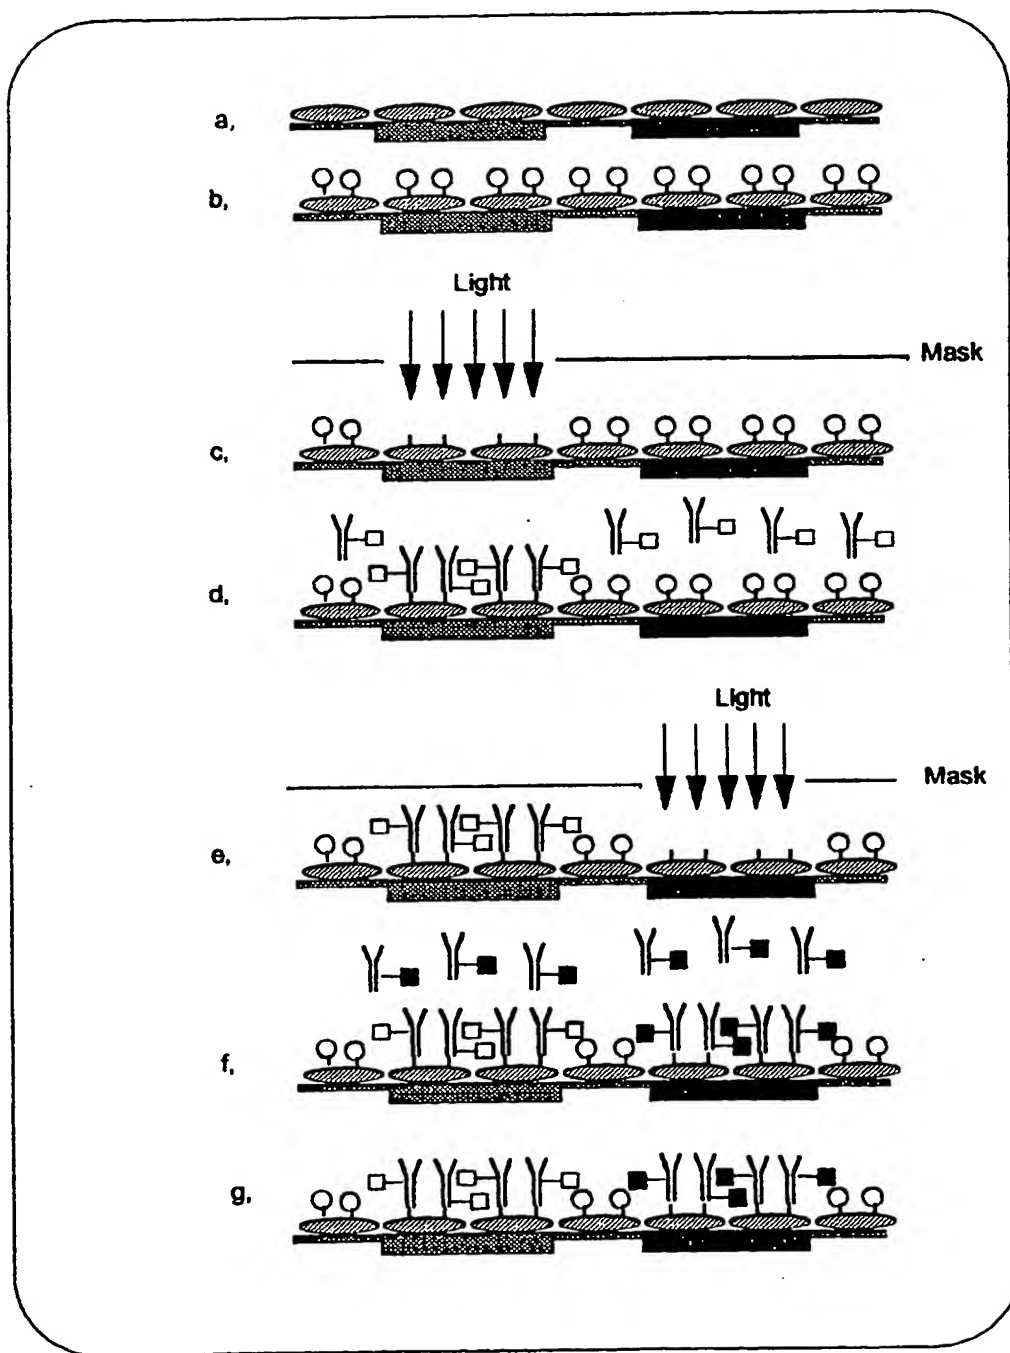 a,
b,
Light
Mask
c,
d,
Light
Mask
e,
f,
g,